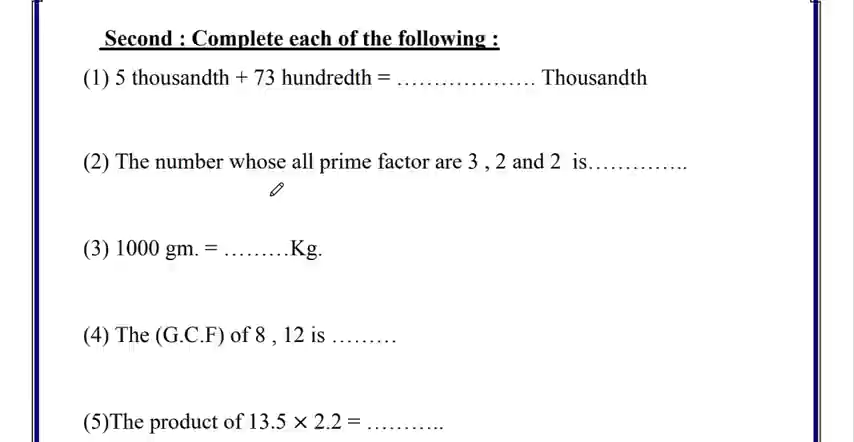 Second : Complete each of the following :
(1) 5 thousandth + 73 hundredth = ................... Thousandth
(2) The number whose all prime factor are 3 , 2 and 2 is..............
(3) 1000 gm. = .........Kg.
(4) The (G.C.F) of 8 , 12 is .........
(5)The product of 13.5 × 2.2 = ...........